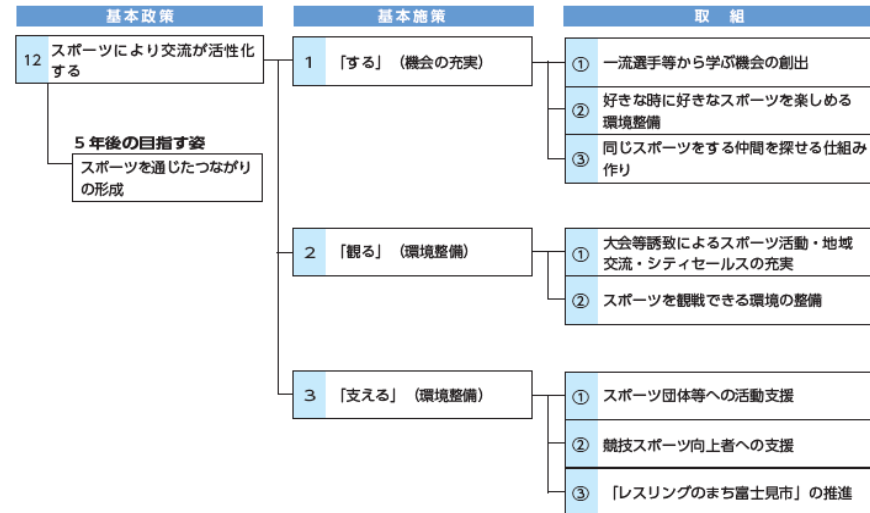 基本政策
基本施策
取 組
12 スポーツにより交流が活性化
する
5年後の目指す姿
スポーツを通じたつながり
の形成
1 「する」（機会の充実）
① 一流選手等から学ぶ機会の創出
② 好きな時に好きなスポーツを楽しめる
環境整備
③ 同じスポーツをする仲間を探せる仕組み
作り
2 「観る」（環境整備）
① 大会等誘致によるスポーツ活動・地域
交流・シティセールスの充実
② スポーツを観戦できる環境の整備
3 「支える」（環境整備）
① スポーツ団体等への活動支援
② 競技スポーツ向上者への支援
③ 「レスリングのまち富士見市」の推進